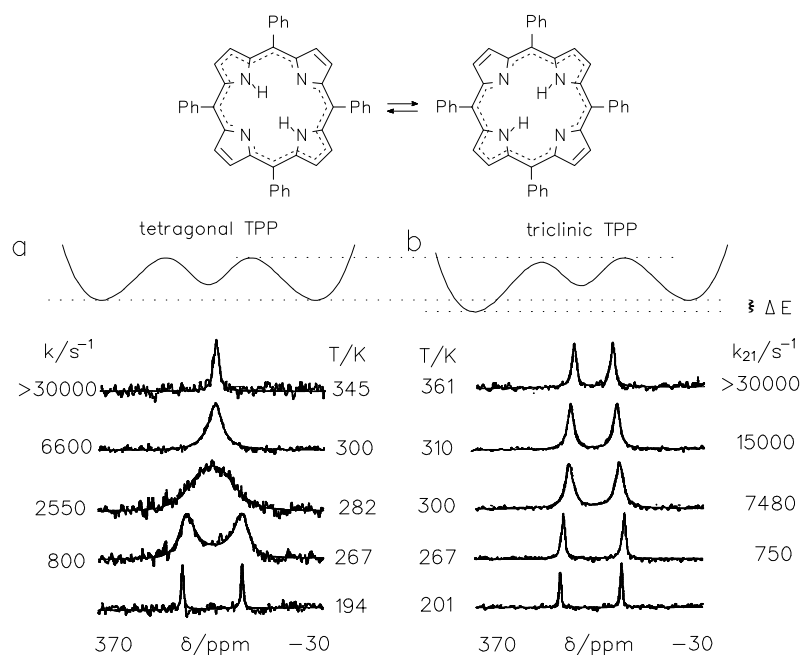 Ph Ph
N N N N
H H
Ph Ph Ph Ph
H H
N N N N
Ph Ph
a tetragonal TPP b triclinic TPP
Δ E
k/s⁻¹ T/K T/K k₂₁/s⁻¹
>30000 345 361 >30000
6600 300 310 15000
2550 282 300 7480
800 267 267 750
194 201
370 δ/ppm −30 370 δ/ppm −30